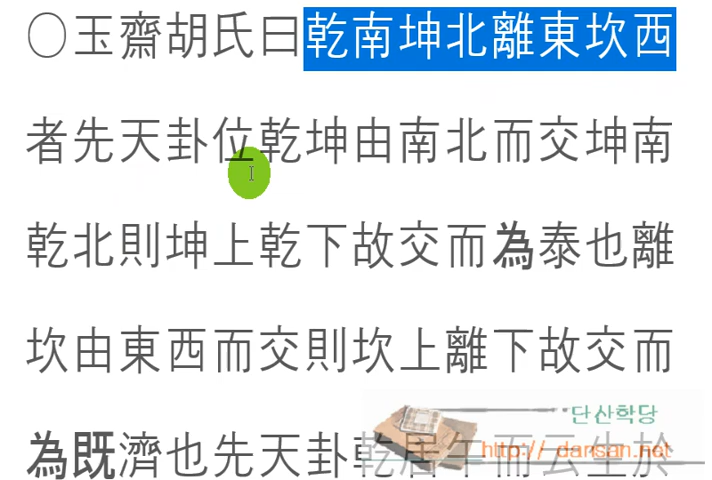 〇玉齋胡氏曰乾南坤北離東坎西
者先天卦位乾坤由南北而交坤南
乾北則坤上乾下故交而為泰也離
坎由東西而交則坎上離下故交而
단산학당
為既濟也先天卦乾居午而云生於
http://dansan.net